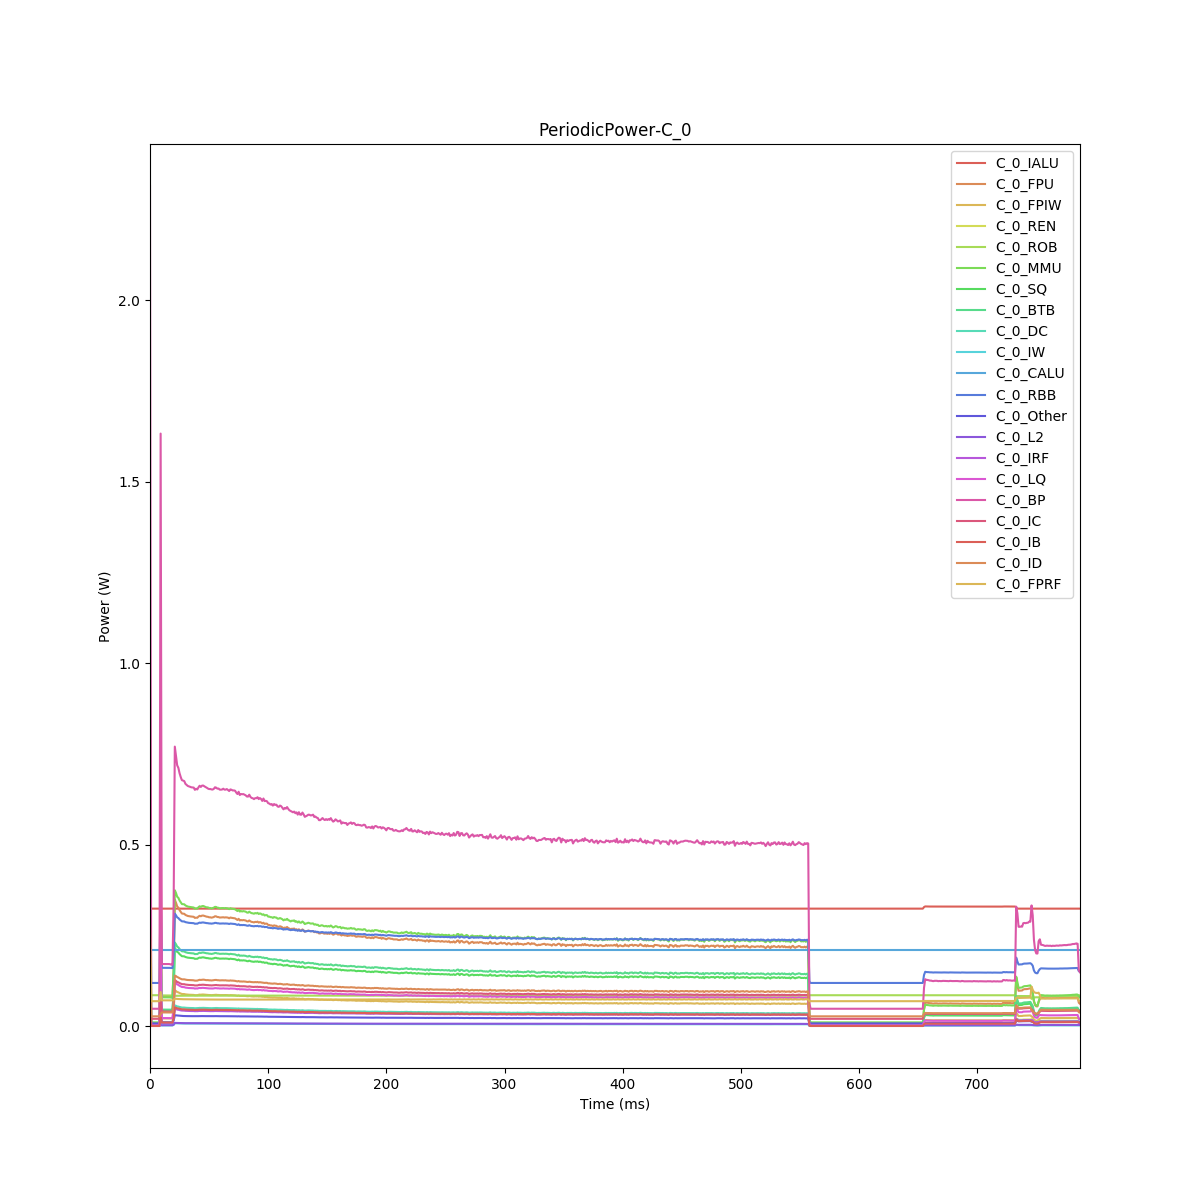 PeriodicPower-C_0
C_0_IALU
C_0_FPU
C_0_FPIW
C_0_REN
C_0_ROB
C_0_MMU
C_0_SQ
C_0_BTB
C_0_DC
C_0_IW
C_0_CALU
C_0_RBB
C_0_Other
C_0_L2
C_0_IRF
C_0_LQ
C_0_BP
C_0_IC
C_0_IB
C_0_ID
C_0_FPRF
2.0
1.5
1.0
0.5
0.0
Power (W)
0 100 200 300 400 500 600 700
Time (ms)